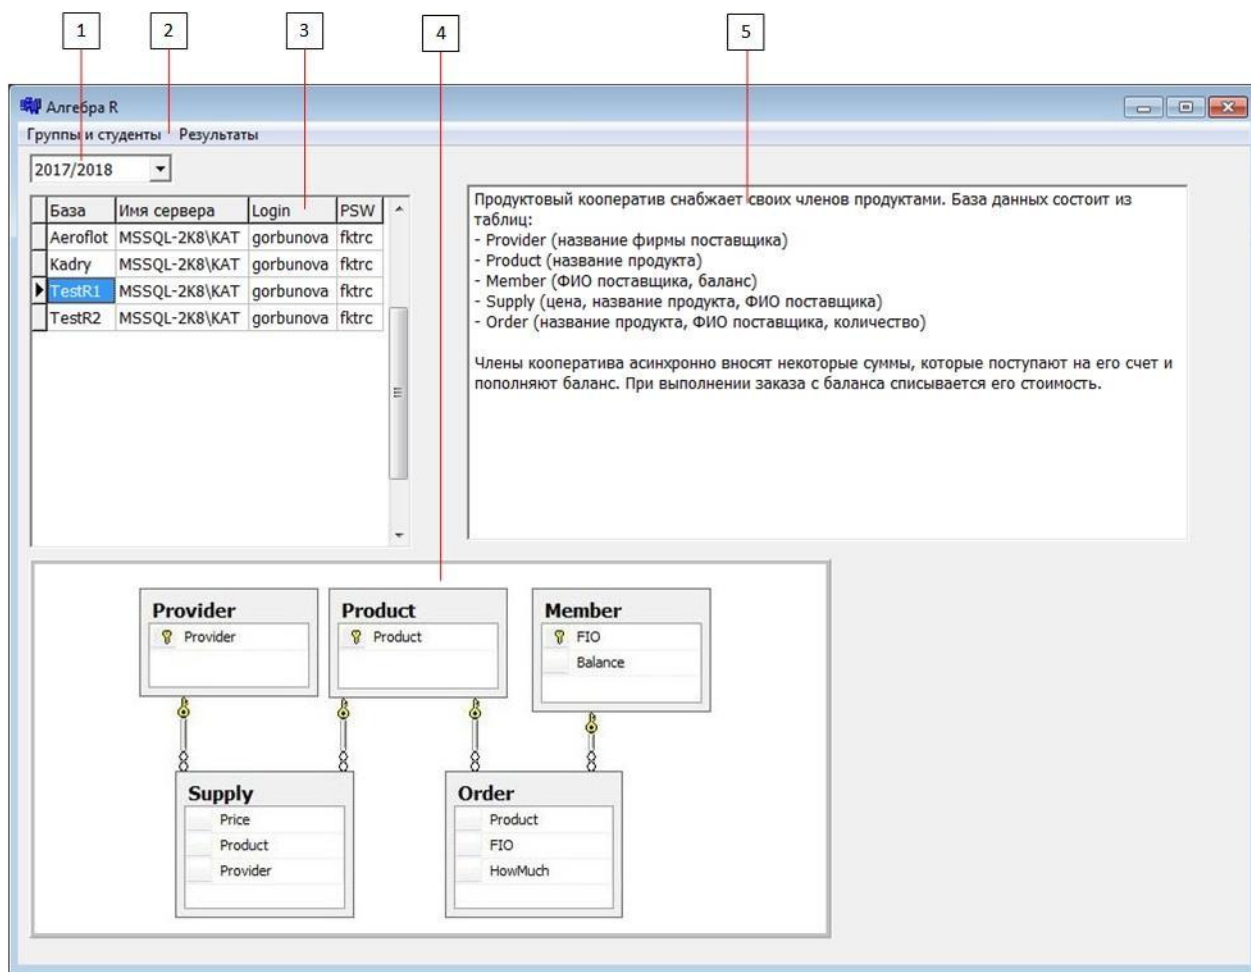 1 2 3 4 5
Алгебра R
Группы и студенты Результаты
2017/2018
База Имя сервера Login PSW
Aeroflot MSSQL-2K8\KAT gorbunova fktrc
Kadry MSSQL-2K8\KAT gorbunova fktrc
TestR1 MSSQL-2K8\KAT gorbunova fktrc
TestR2 MSSQL-2K8\KAT gorbunova fktrc
Продуктовый кооператив снабжает своих членов продуктами. База данных состоит из
таблиц:
- Provider (название фирмы поставщика)
- Product (название продукта)
- Member (ФИО поставщика, баланс)
- Supply (цена, название продукта, ФИО поставщика)
- Order (название продукта, ФИО поставщика, количество)
Члены кооператива асинхронно вносят некоторые суммы, которые поступают на его счет и
пополняют баланс. При выполнении заказа с баланса списывается его стоимость.
Provider
Provider
Product
Product
Member
FIO
Balance
Supply
Price
Product
Provider
Order
Product
FIO
HowMuch